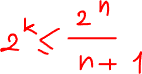 2^k ≤ 2^n / (n + 1)